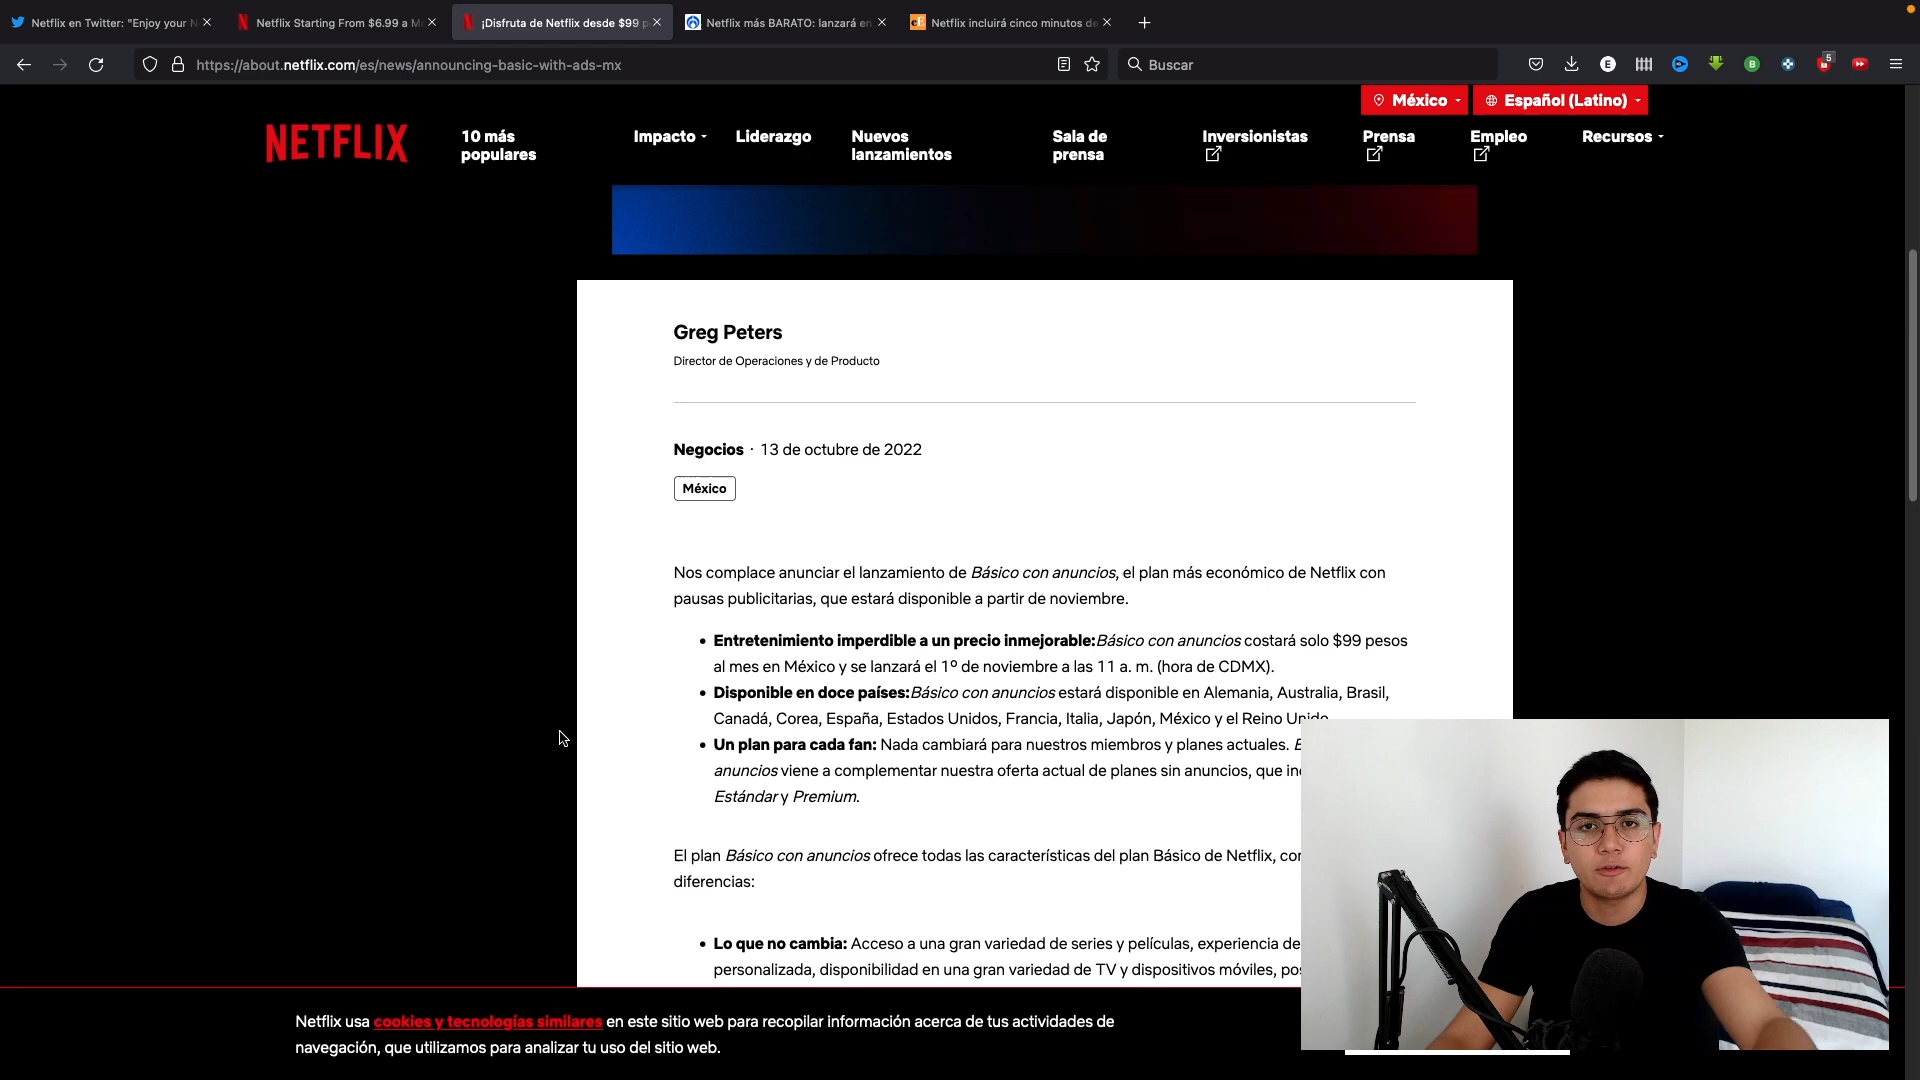 Netflix en Twitter: "Enjoy your N
Netflix Starting From $6.99 a Mo
¡Disfruta de Netflix desde $99 p
Netflix más BARATO: lanzará en
Netflix incluirá cinco minutos de
https://about.netflix.com/es/news/announcing-basic-with-ads-mx
Buscar
5
México
Español (Latino)
NETFLIX
10 más populares
Impacto
Liderazgo
Nuevos lanzamientos
Sala de prensa
Inversionistas
Prensa
Empleo
Recursos
Greg Peters
Director de Operaciones y de Producto
Negocios · 13 de octubre de 2022
México
Nos complace anunciar el lanzamiento de Básico con anuncios, el plan más económico de Netflix con
pausas publicitarias, que estará disponible a partir de noviembre.
• Entretenimiento imperdible a un precio inmejorable:Básico con anuncios costará solo $99 pesos
al mes en México y se lanzará el 1º de noviembre a las 11 a. m. (hora de CDMX).
• Disponible en doce países:Básico con anuncios estará disponible en Alemania, Australia, Brasil,
Canadá, Corea, España, Estados Unidos, Francia, Italia, Japón, México y el Reino Unido.
• Un plan para cada fan: Nada cambiará para nuestros miembros y planes actuales.
anuncios viene a complementar nuestra oferta actual de planes sin anuncios, que
Estándar y Premium.
El plan Básico con anuncios ofrece todas las características del plan Básico de Netflix,
diferencias:
• Lo que no cambia: Acceso a una gran variedad de series y películas, experiencia de
personalizada, disponibilidad en una gran variedad de TV y dispositivos móviles,
Netflix usa cookies y tecnologías similares en este sitio web para recopilar información acerca de tus actividades de
navegación, que utilizamos para analizar tu uso del sitio web.